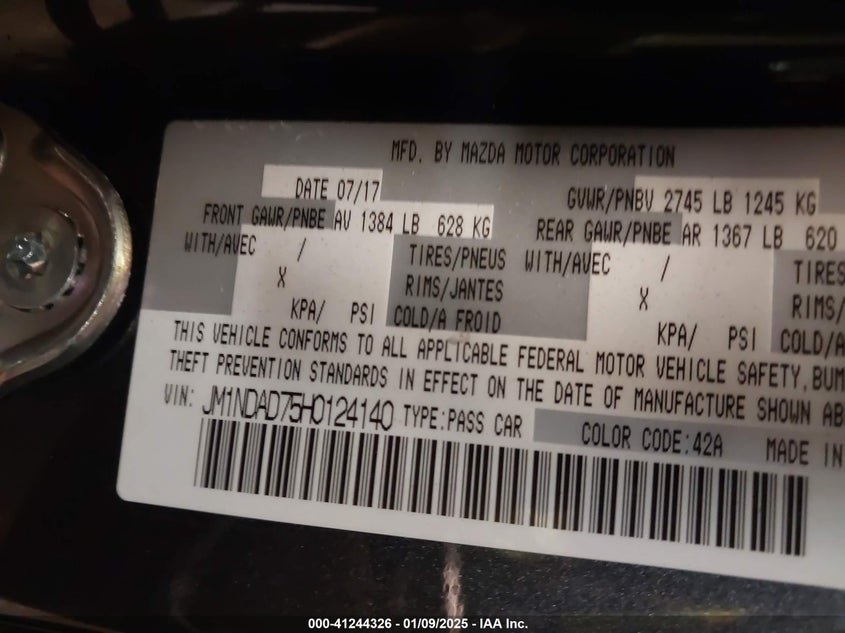 MFD. BY MAZDA MOTOR CORPORATION
DATE 07/17 GVWR/PNBV 2745 LB 1245 KG
FRONT GAWR/PNBE AV 1384 LB 628 KG REAR GAWR/PNBE AR 1367 LB 620
WITH/AVEC / TIRES/PNEUS WITH/AVEC / TIRES
X RIMS/JANTES X RIMS/
KPA/ PSI COLD/A FROID KPA/ PSI COLD/A
THIS VEHICLE CONFORMS TO ALL APPLICABLE FEDERAL MOTOR VEHICLE SAFETY, BUM
THEFT PREVENTION STANDARDS IN EFFECT ON THE DATE OF MANUFACTURE SHOWN AB
VIN: JM1NDAD75H0124140 TYPE:PASS CAR COLOR CODE:42A MADE IN
000-41244326 - 01/09/2025 - IAA Inc.